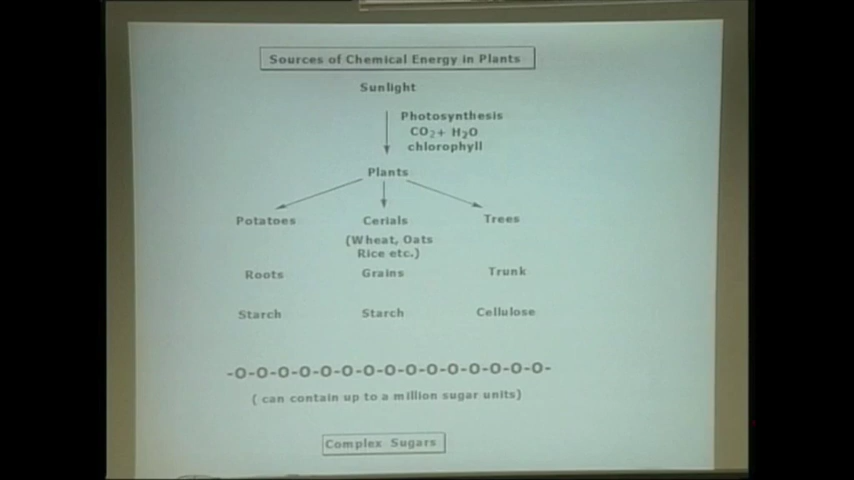 Sources of Chemical Energy in Plants
Sunlight
Photosynthesis
CO₂ + H₂O
chlorophyll
Plants
Potatoes Cerials Trees
(Wheat, Oats
Rice etc.)
Roots Grains Trunk
Starch Starch Cellulose
-O-O-O-O-O-O-O-O-O-O-O-O-O-O-O-
( can contain up to a million sugar units)
Complex Sugars